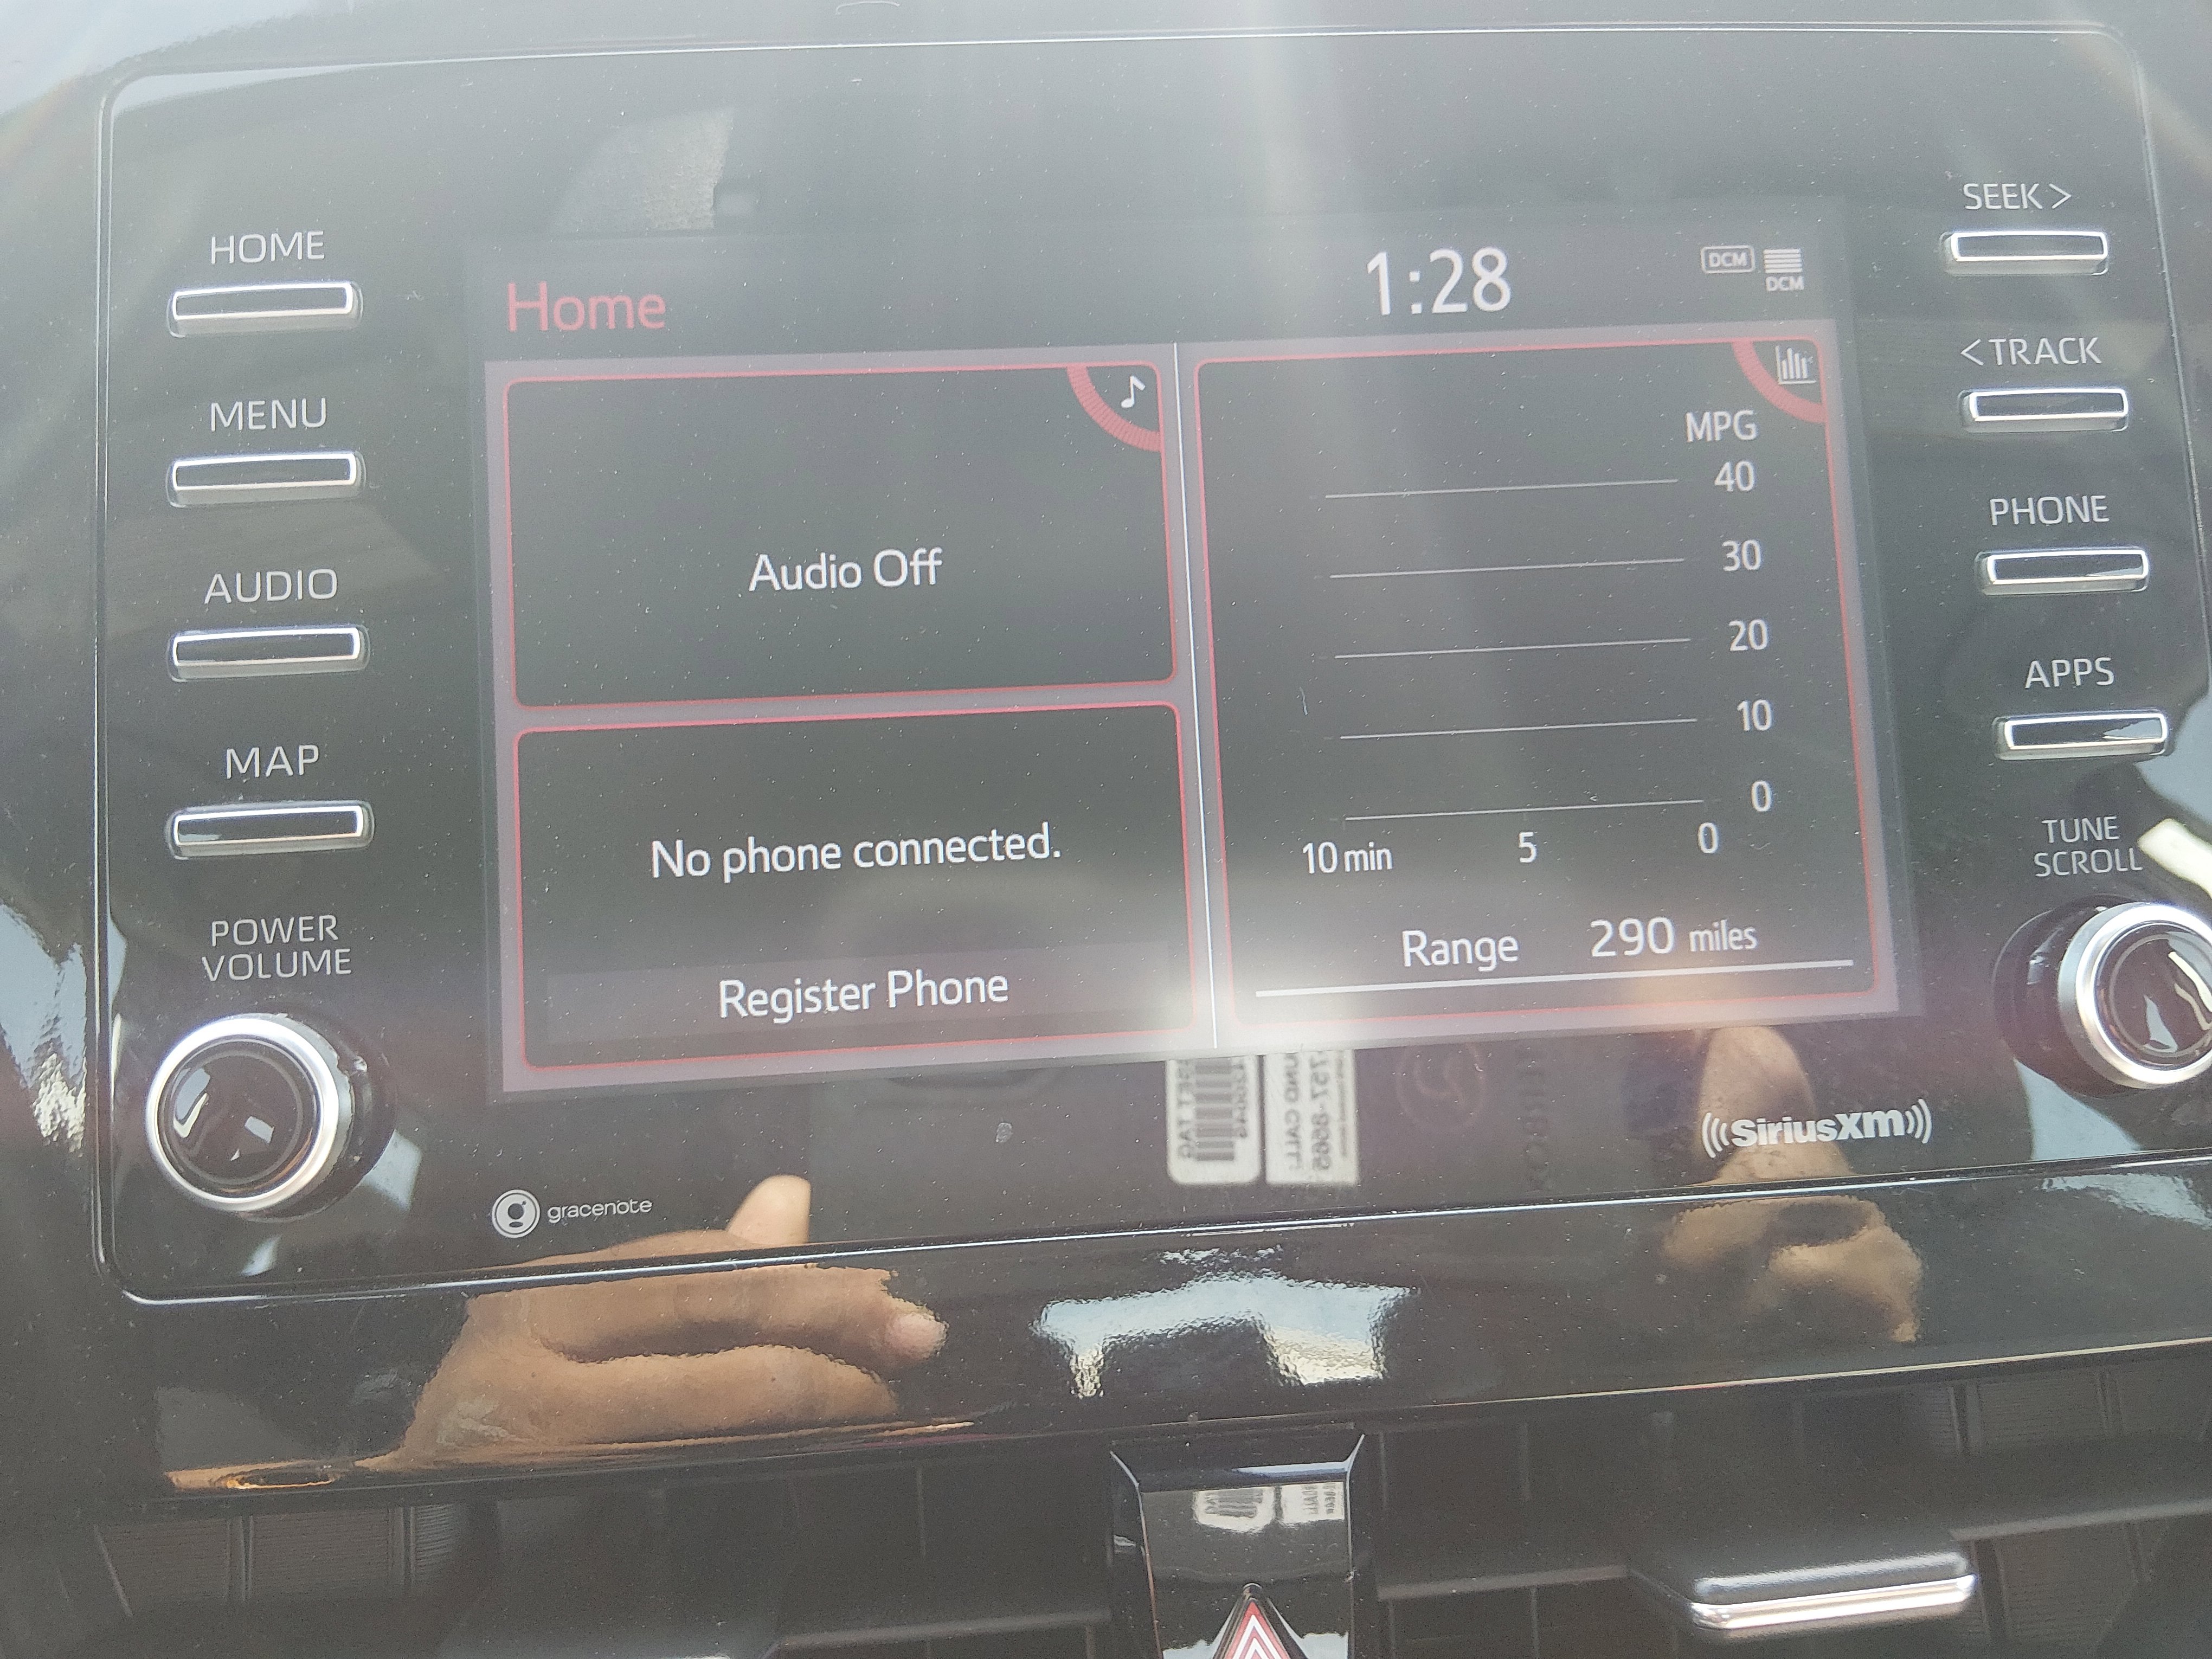 HOME
MENU
AUDIO
MAP
POWER
VOLUME
Home
1:28
DCM
DCM
Audio Off
No phone connected.
Register Phone
MPG
40
30
20
10
0
10 min 5 0
Range 290 miles
SEEK >
< TRACK
PHONE
APPS
TUNE
SCROLL
gracenote
((SiriusXM))